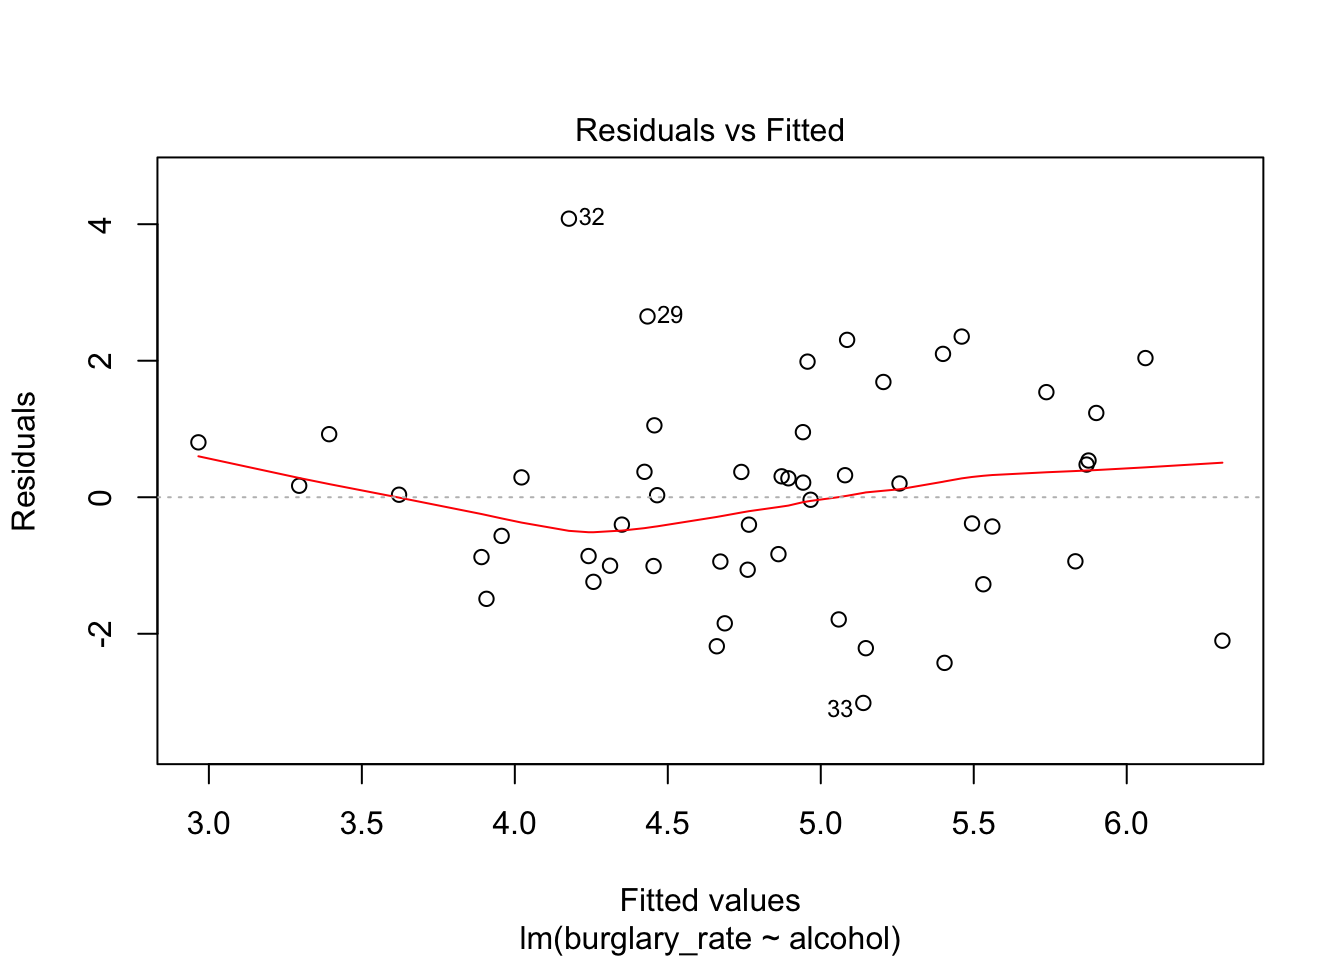 Residuals vs Fitted
4
2
0
-2
Residuals
32
29
33
3.0 3.5 4.0 4.5 5.0 5.5 6.0
Fitted values
lm(burglary_rate ~ alcohol)